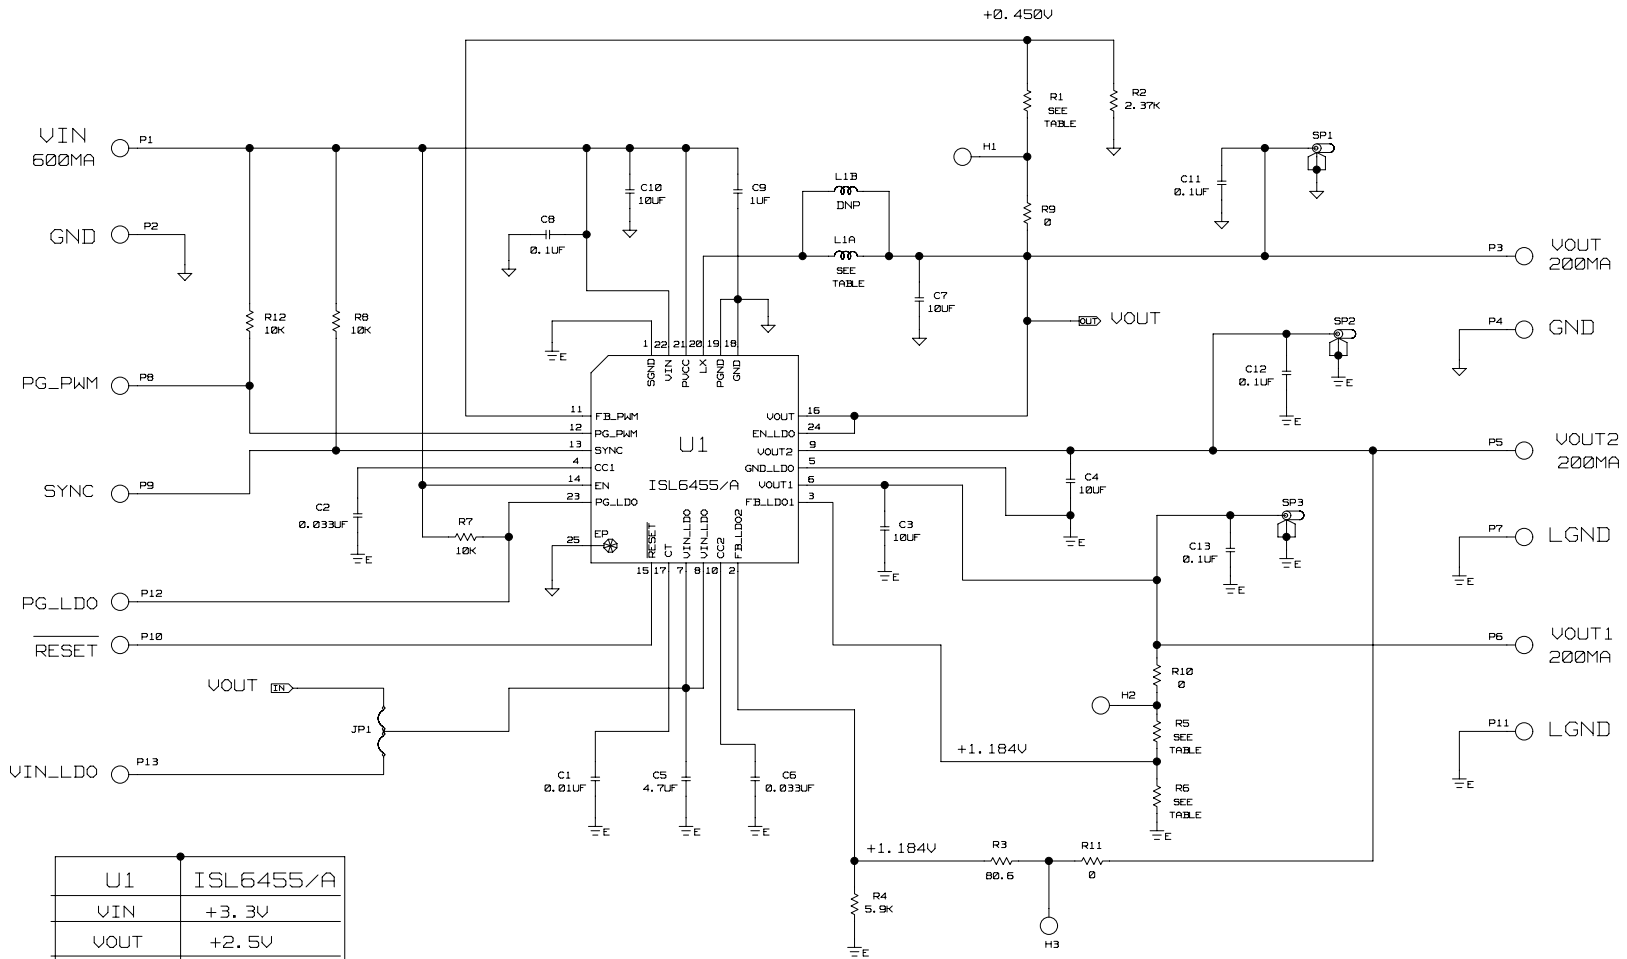 +0.450V
VIN
600MA
P1
GND
P2
PG_PWM
P8
SYNC
P9
PG_LDO
P12
RESET
P10
VOUT
IN
JP1
VIN_LDO
P13
R12
10K
R8
10K
C8
0.1UF
C10
10UF
C9
1UF
L1B
DNP
L1A
SEE
TABLE
C7
10UF
R1
SEE
TABLE
R2
2.37K
H1
R9
0
OUT
VOUT
C11
0.1UF
SP1
P3
VOUT
200MA
P4
GND
SP2
C12
0.1UF
E
E
P5
VOUT2
200MA
E
1 22 21 20 19 18
SGND
VIN
PVCC
LX
PGND
GND
11 FB_PWM
12 PG_PWM
13 SYNC
4 CC1
14 EN
23 PG_LDO
25 EP
U1
ISL6455/A
VOUT 16
EN_LDO 24
VOUT2 9
GND_LDO 5
VOUT1 6
FB_LDO1 3
RESET
CT
VIN_LDO
VIN_LDO
CC2
FB_LDO2
15 17 7 8 10 2
C2
0.033UF
E
R7
10K
C3
10UF
E
C4
10UF
E
SP3
C13
0.1UF
E
E
P7
LGND
E
P6
VOUT1
200MA
R10
0
H2
R5
SEE
TABLE
+1.184V
R6
SEE
TABLE
E
P11
LGND
E
C1
0.01UF
E
C5
4.7UF
E
C6
0.033UF
E
+1.184V
R3
80.6
R11
0
R4
5.9K
E
H3
U1 ISL6455/A
VIN +3.3V
VOUT +2.5V